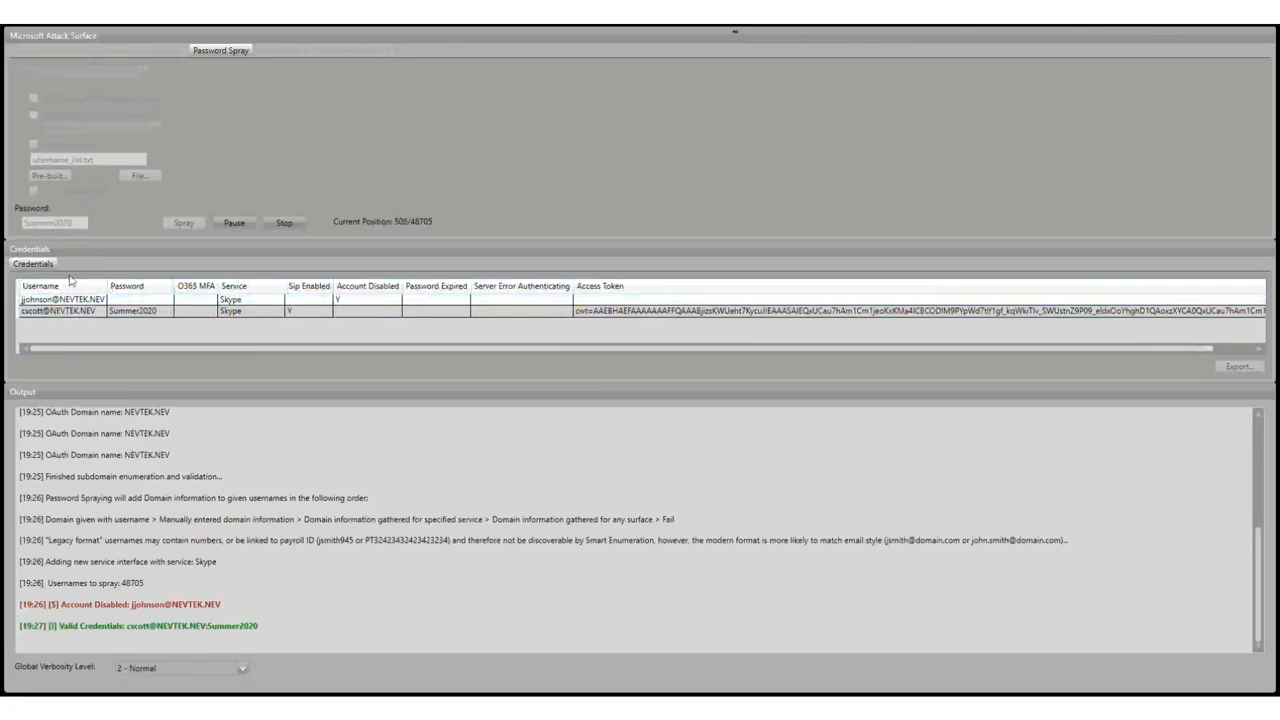 Microsoft Attack Surface
Password Spray
username_list.txt
Pre-built... File...
Password:
Summer2020 Spray Pause Stop Current Position: 508/48705
Credentials
Credentials
Username Password O365 MFA Service Sip Enabled Account Disabled Password Expired Server Error Authenticating Access Token
jjohnson@NEVTEK.NEV Skype Y
cscott@NEVTEK.NEV Summer2020 Skype Y
Export...
Output
[19:25] OAuth Domain name: NEVTEK.NEV
[19:25] OAuth Domain name: NEVTEK.NEV
[19:25] OAuth Domain name: NEVTEK.NEV
[19:25] Finished subdomain enumeration and validation...
[19:26] Password Spraying will add Domain information to given usernames in the following order:
[19:26] Domain given with username > Manually entered domain information > Domain information gathered for specified service > Domain information gathered for any surface > Fail
[19:26] "Legacy format" usernames may contain numbers, or be linked to payroll ID (jsmith945 or PT32423432423423234) and therefore not be discoverable by Smart Enumeration, however, the modern format is more likely to match email style (jsmith@domain.com or john.smith@domain.com)...
[19:26] Adding new service interface with service: Skype
[19:26] Usernames to spray: 48705
[19:26] [$] Account Disabled: jjohnson@NEVTEK.NEV
[19:27] [!] Valid Credentials: cscott@NEVTEK.NEV:Summer2020
Global Verbosity Level: 2 - Normal